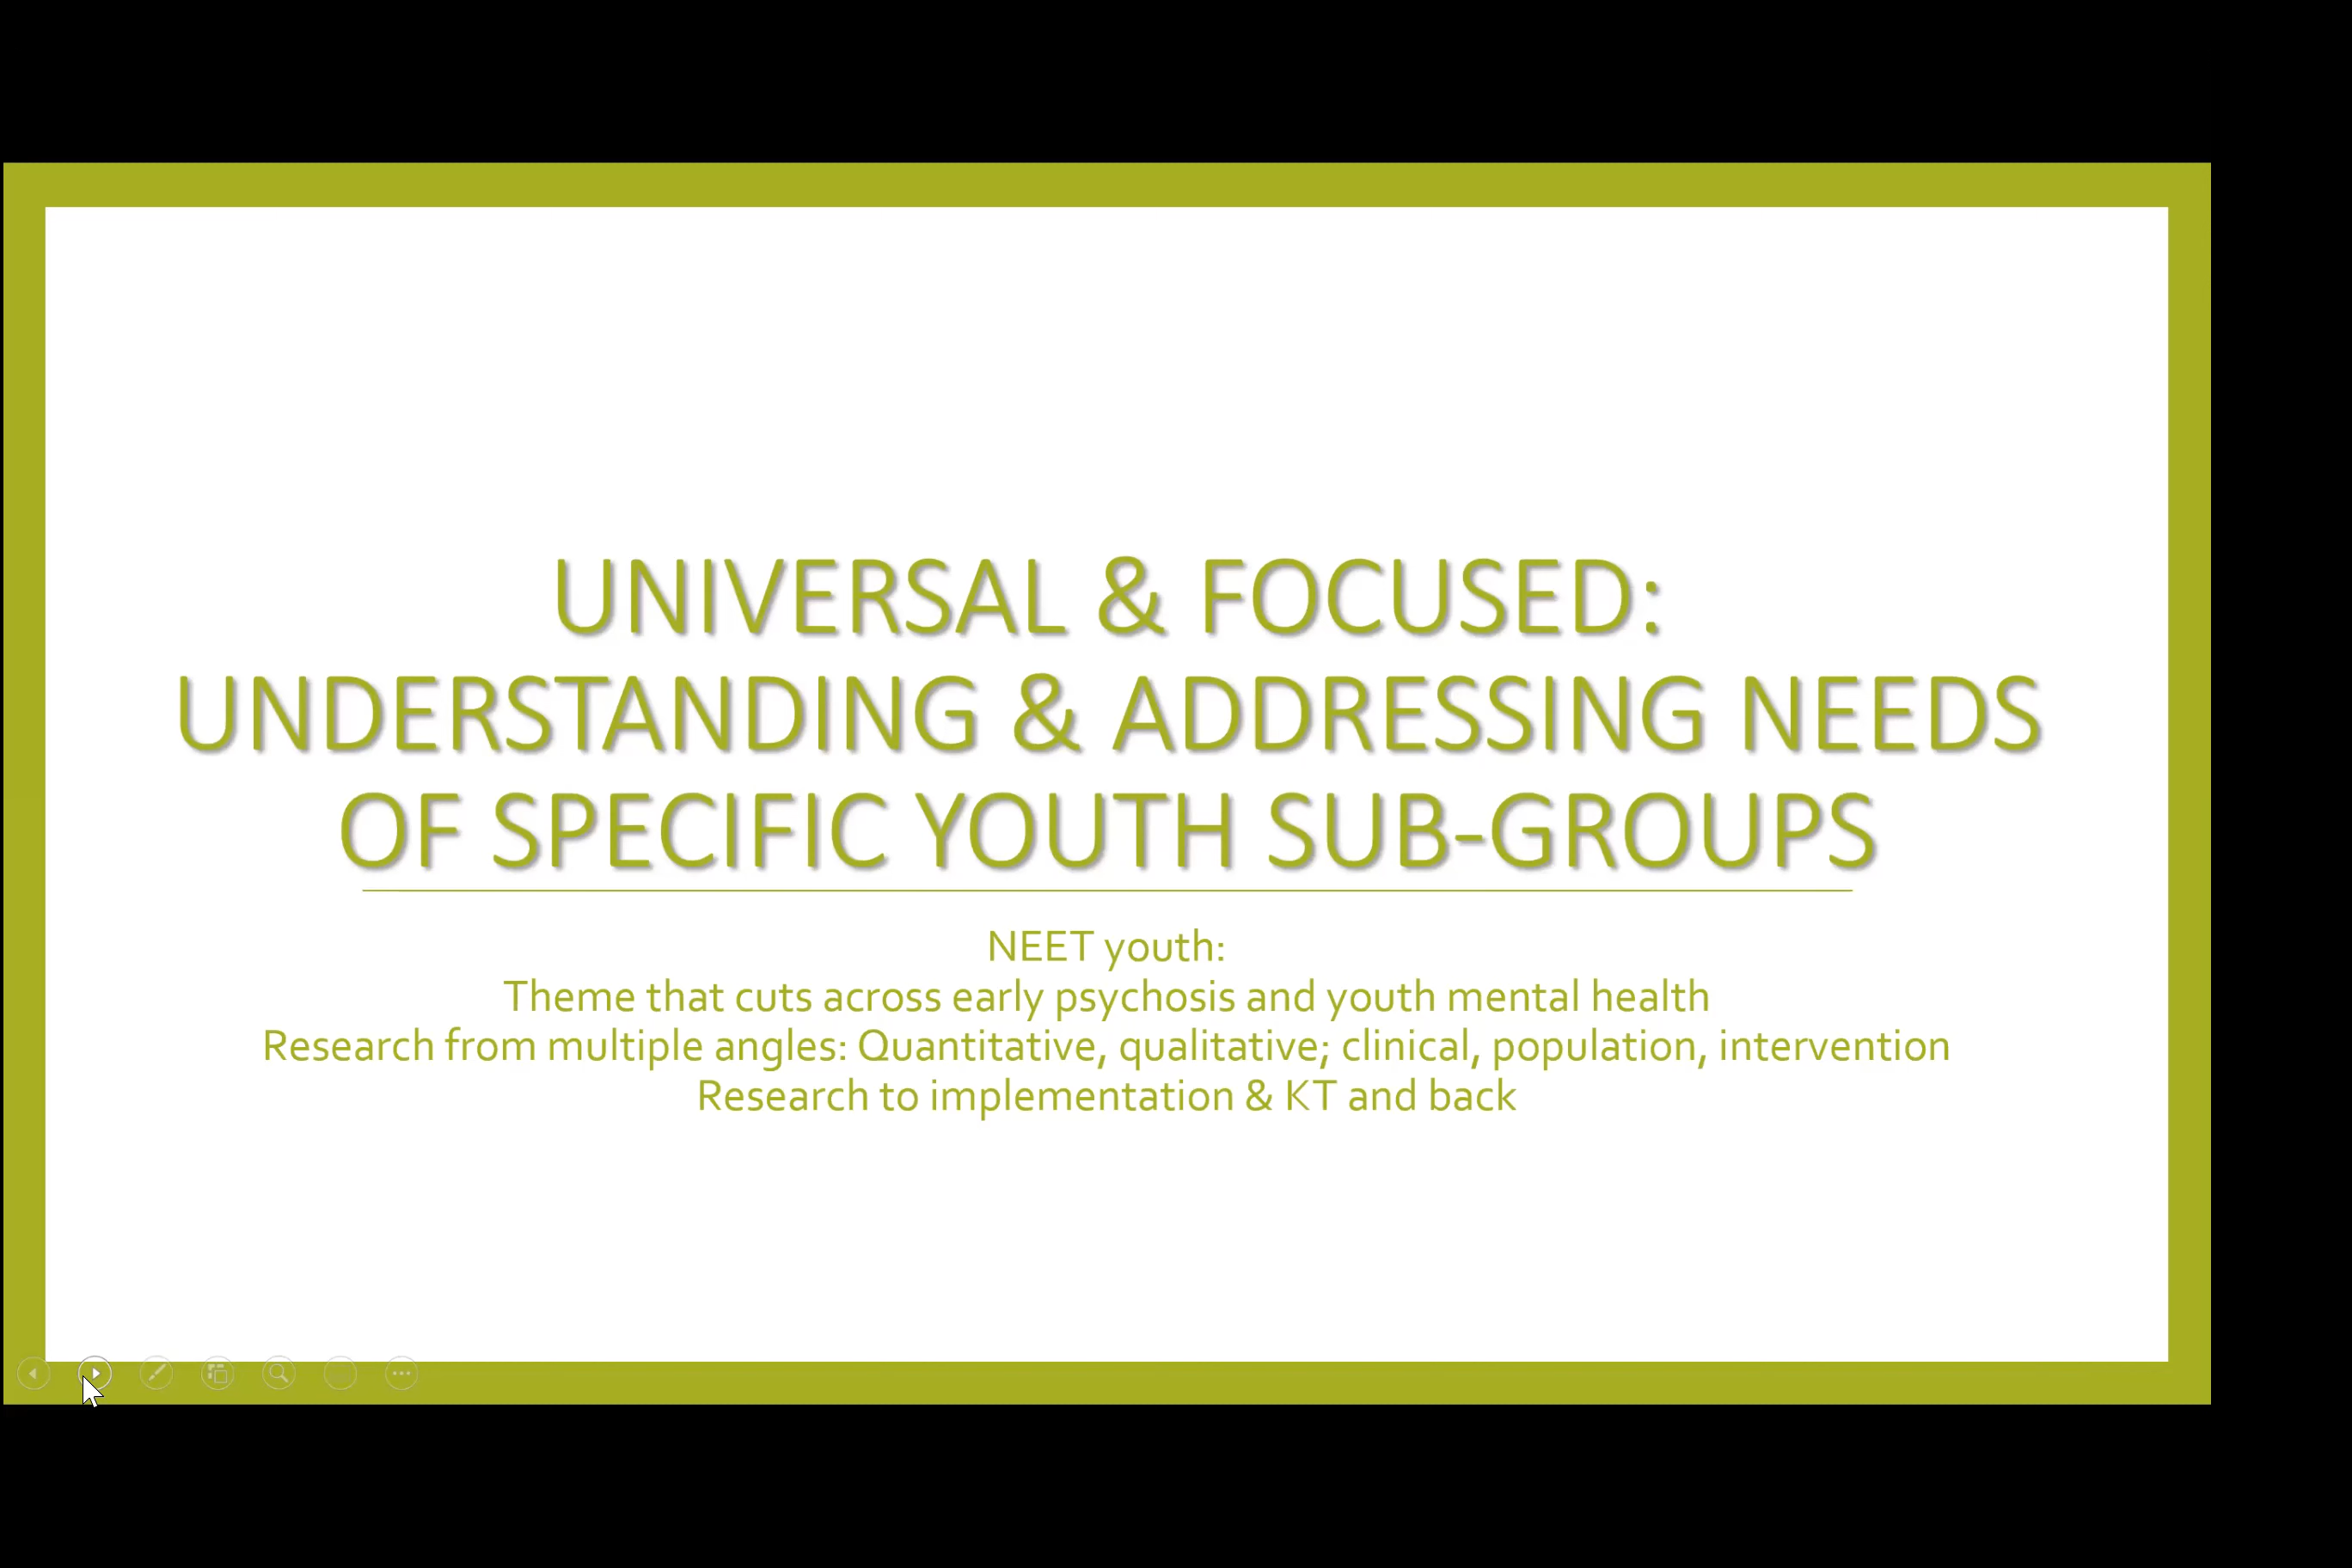 UNIVERSAL & FOCUSED:
UNDERSTANDING & ADDRESSING NEEDS
OF SPECIFIC YOUTH SUB-GROUPS
NEET youth:
Theme that cuts across early psychosis and youth mental health
Research from multiple angles: Quantitative, qualitative; clinical, population, intervention
Research to implementation & KT and back